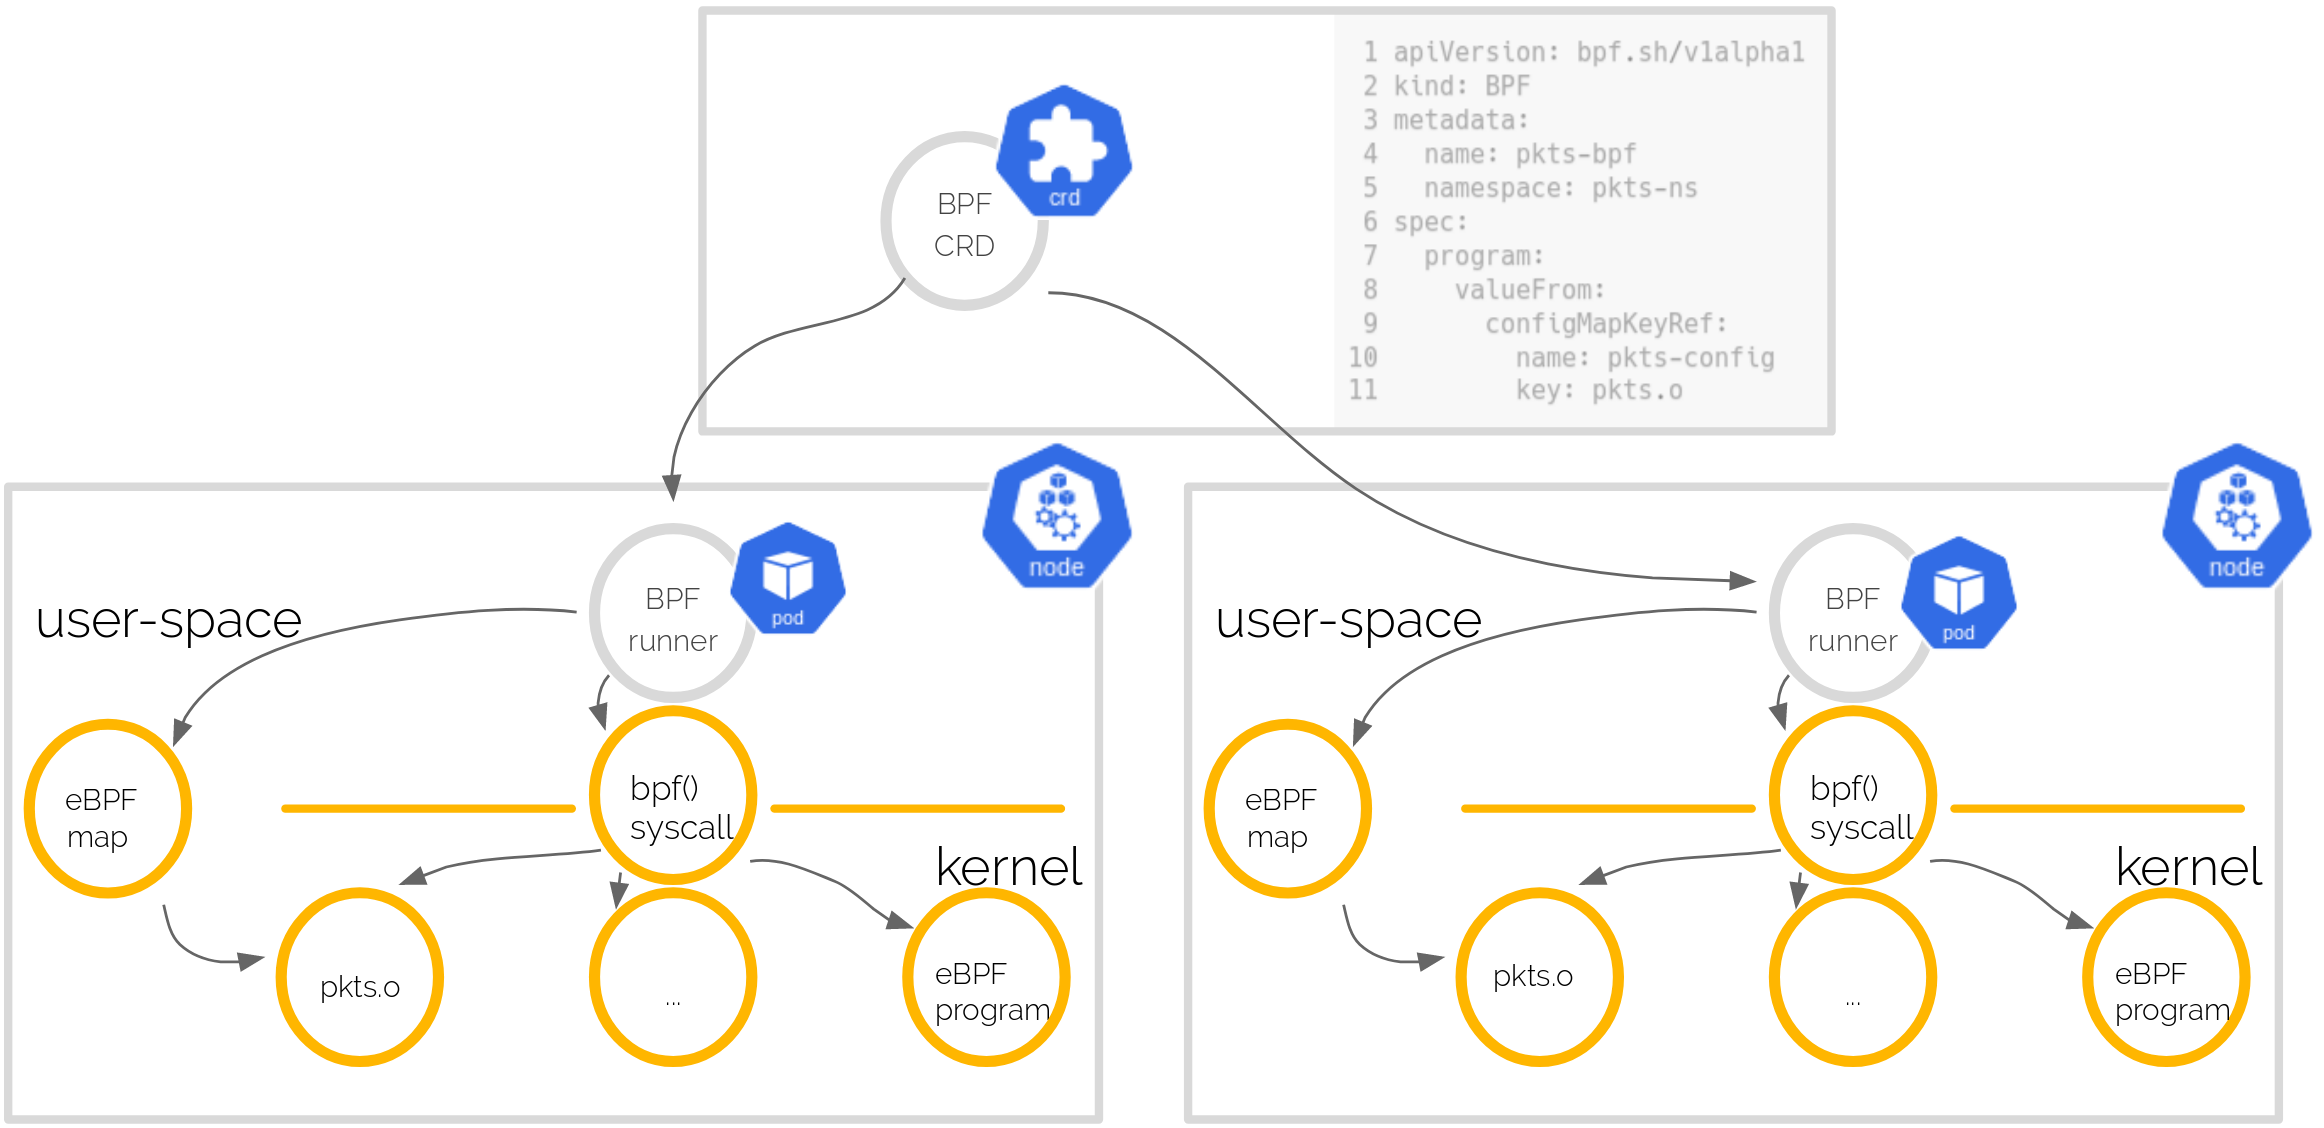 BPF
CRD
crd
1 apiVersion: bpf.sh/v1alpha1
2 kind: BPF
3 metadata:
4   name: pkts-bpf
5   namespace: pkts-ns
6 spec:
7   program:
8     valueFrom:
9       configMapKeyRef:
10         name: pkts-config
11         key: pkts.o
node
user-space
BPF
runner
pod
eBPF
map
bpf()
syscall
kernel
pkts.o
...
eBPF
program
node
user-space
BPF
runner
pod
eBPF
map
bpf()
syscall
kernel
pkts.o
...
eBPF
program